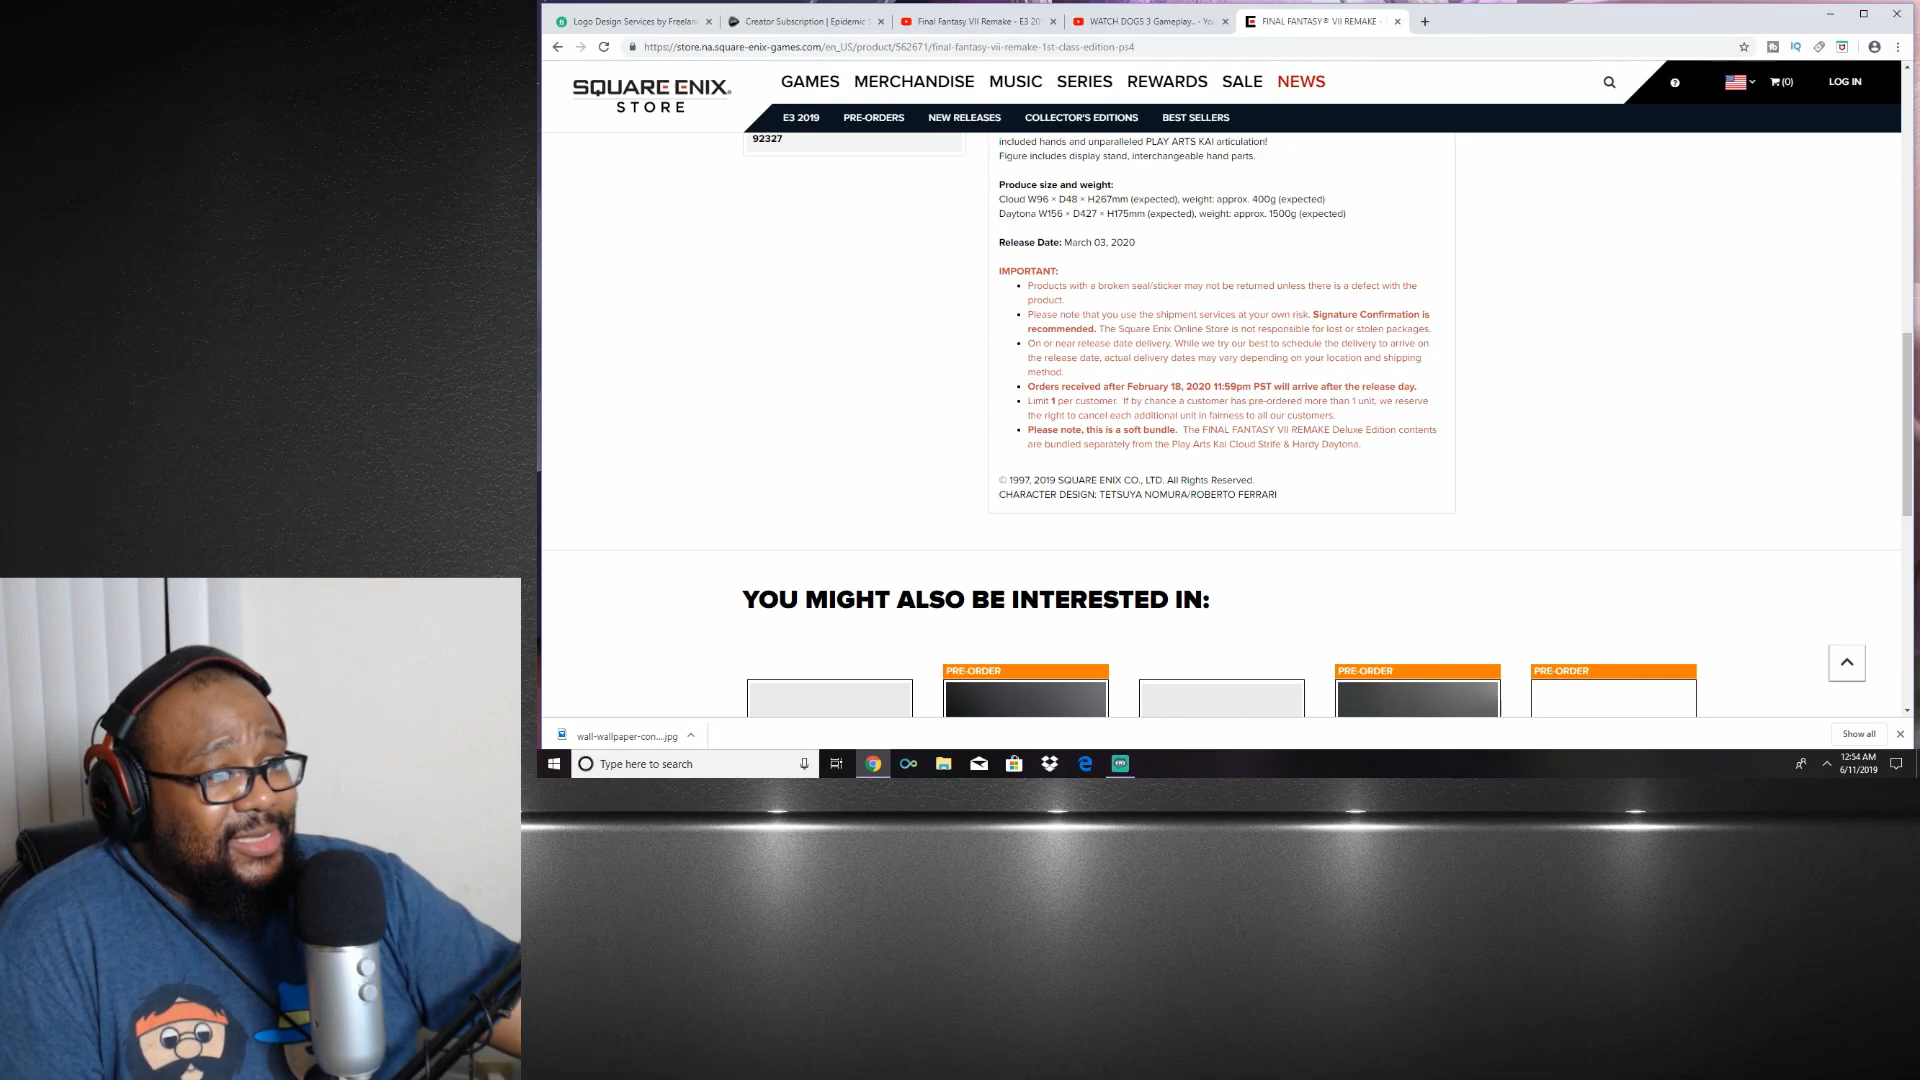 Logo Design Services by Freelan
Creator Subscription | Epidemic S
Final Fantasy VII Remake - E3 20
WATCH DOGS 3 Gameplay.. - Yo
FINAL FANTASY® VII REMAKE -
https://store.na.square-enix-games.com/en_US/product/562671/final-fantasy-vii-remake-1st-class-edition-ps4
SQUARE ENIX
STORE
GAMES MERCHANDISE MUSIC SERIES REWARDS SALE NEWS
(0)
LOG IN
E3 2019 PRE-ORDERS NEW RELEASES COLLECTOR'S EDITIONS BEST SELLERS
92327
included hands and unparalleled PLAY ARTS KAI articulation!
Figure includes display stand, interchangeable hand parts.
Produce size and weight:
Cloud W96 × D48 × H267mm (expected), weight: approx. 400g (expected)
Daytona W156 × D427 × H175mm (expected), weight: approx. 1500g (expected)
Release Date: March 03, 2020
IMPORTANT:
Products with a broken seal/sticker may not be returned unless there is a defect with the
product.
Please note that you use the shipment services at your own risk. Signature Confirmation is
recommended. The Square Enix Online Store is not responsible for lost or stolen packages.
On or near release date delivery. While we try our best to schedule the delivery to arrive on
the release date, actual delivery dates may vary depending on your location and shipping
method.
Orders received after February 18, 2020 11:59pm PST will arrive after the release day.
Limit 1 per customer. If by chance a customer has pre-ordered more than 1 unit, we reserve
the right to cancel each additional unit in fairness to all our customers.
Please note, this is a soft bundle. The FINAL FANTASY VII REMAKE Deluxe Edition contents
are bundled separately from the Play Arts Kai Cloud Strife & Hardy Daytona.
© 1997, 2019 SQUARE ENIX CO., LTD. All Rights Reserved.
CHARACTER DESIGN: TETSUYA NOMURA/ROBERTO FERRARI
YOU MIGHT ALSO BE INTERESTED IN:
PRE-ORDER
PRE-ORDER
PRE-ORDER
wall-wallpaper-con....jpg
Show all
Type here to search
12:54 AM
6/11/2019